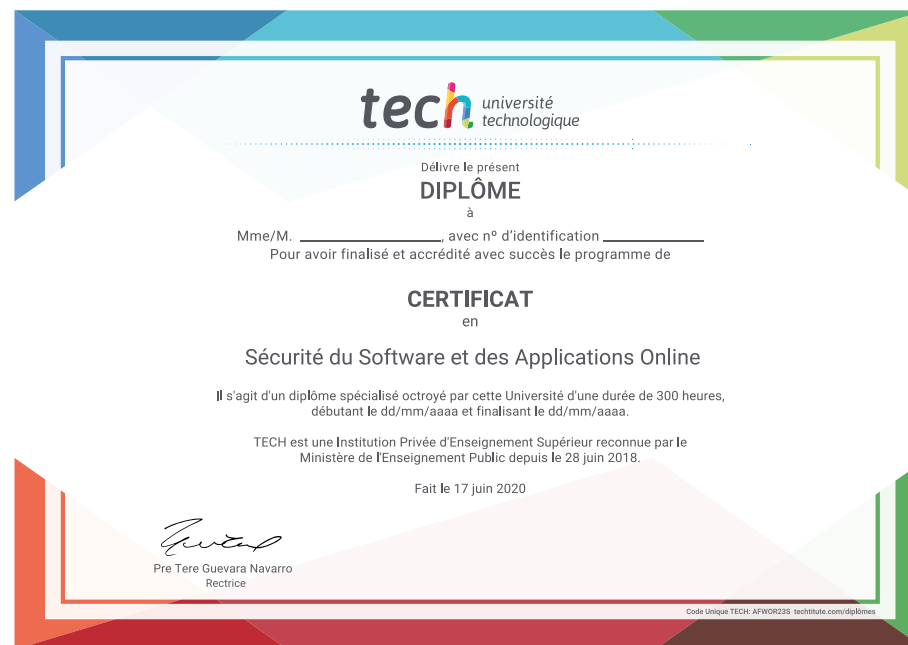 tech université
technologique
Délivre le présent
DIPLÔME
à
Mme/M. ____________________, avec nº d'identification ______________
Pour avoir finalisé et accrédité avec succès le programme de
CERTIFICAT
en
Sécurité du Software et des Applications Online
Il s'agit d'un diplôme spécialisé octroyé par cette Université d'une durée de 300 heures,
débutant le dd/mm/aaaa et finalisant le dd/mm/aaaa.
TECH est une Institution Privée d'Enseignement Supérieur reconnue par le
Ministère de l'Enseignement Public depuis le 28 juin 2018.
Fait le 17 juin 2020
Pre Tere Guevara Navarro
Rectrice
Code Unique TECH: AFWOR23S techtitute.com/diplômes